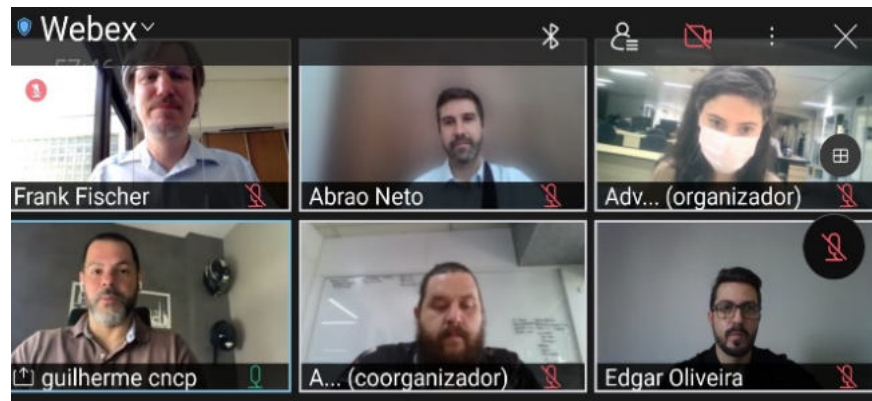 Webex
Frank Fischer
Abrao Neto
Adv... (organizador)
guilherme cncp
A... (coorganizador)
Edgar Oliveira